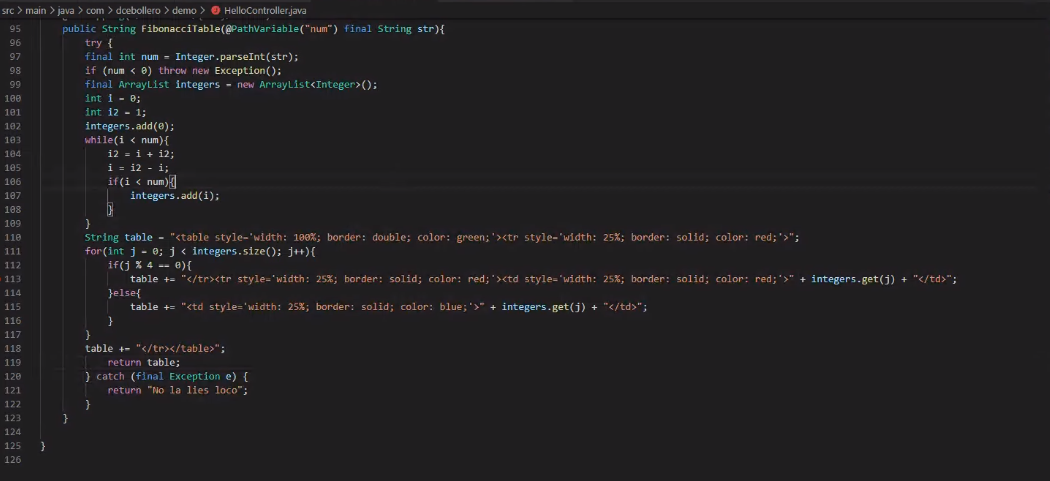 src › main › java › com › dcebollero › demo › HelloController.java
95 public String FibonacciTable(@PathVariable("num") final String str){
96 try {
97 final int num = Integer.parseInt(str);
98 if (num < 0) throw new Exception();
99 final ArrayList integers = new ArrayList<Integer>();
100 int i = 0;
101 int i2 = 1;
102 integers.add(0);
103 while(i < num){
104 i2 = i + i2;
105 i = i2 - i;
106 if(i < num){
107 integers.add(i);
108 }
109 }
110 String table = "<table style='width: 100%; border: double; color: green;'><tr style='width: 25%; border: solid; color: red;'>";
111 for(int j = 0; j < integers.size(); j++){
112 if(j % 4 == 0){
113 table += "</tr><tr style='width: 25%; border: solid; color: red;'><td style='width: 25%; border: solid; color: red;'>" + integers.get(j) + "</td>";
114 }else{
115 table += "<td style='width: 25%; border: solid; color: blue;'>" + integers.get(j) + "</td>";
116 }
117 }
118 table += "</tr></table>";
119 return table;
120 } catch (final Exception e) {
121 return "No la lies loco";
122 }
123 }
124
125 }
126